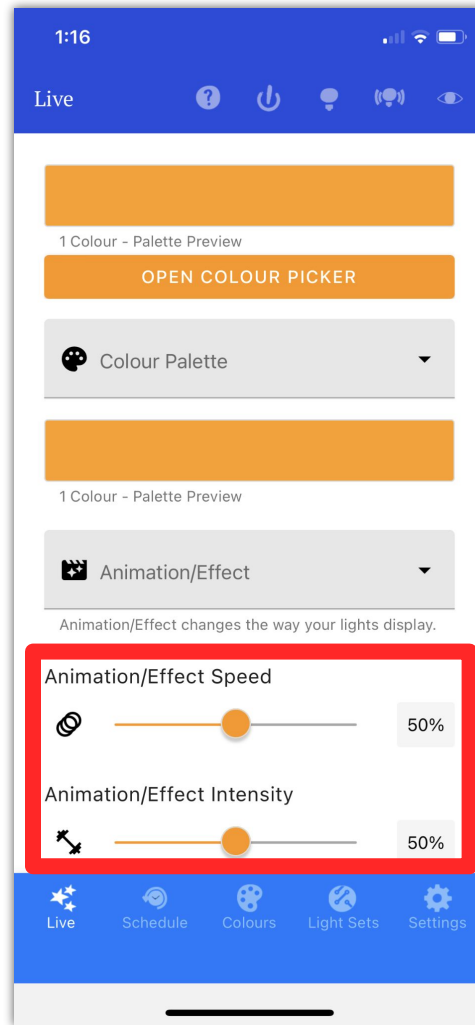 1:16
Live
1 Colour - Palette Preview
OPEN COLOUR PICKER
Colour Palette
1 Colour - Palette Preview
Animation/Effect
Animation/Effect changes the way your lights display.
Animation/Effect Speed
50%
Animation/Effect Intensity
50%
Live Schedule Colours Light Sets Settings